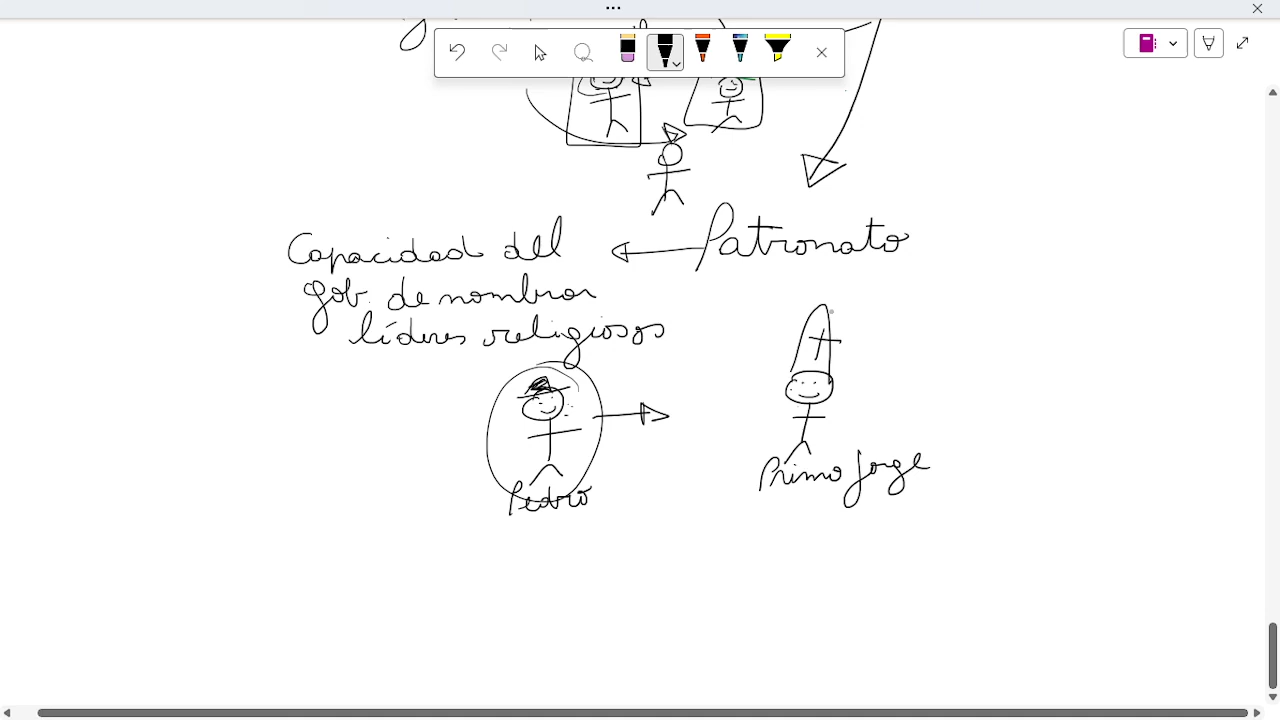 Patronato
Capacidad del
gob. de nombrar
líderes religiosos
Pedro
Primo Jorge